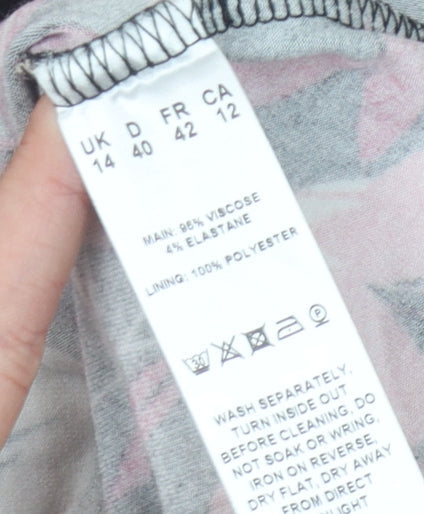 UK D FR CA
14 40 42 12
MAIN: 96% VISCOSE
4% ELASTANE
LINING: 100% POLYESTER
30 P
WASH SEPARATELY,
TURN INSIDE OUT
BEFORE CLEANING, DO
NOT SOAK OR WRING,
IRON ON REVERSE,
DRY FLAT, DRY AWAY
FROM DIRECT